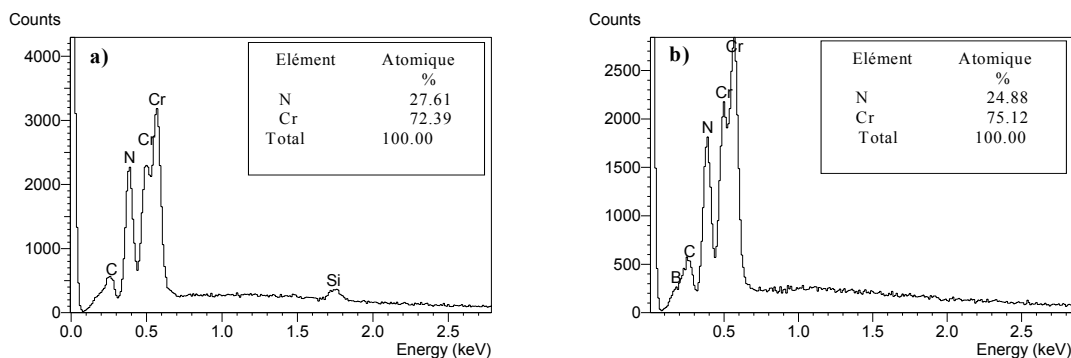 Counts
a)
Elément Atomique
%
N 27.61
Cr 72.39
Total 100.00
4000
3000
2000
1000
0
C
N
Cr
Cr
Si
0.0 0.5 1.0 1.5 2.0 2.5
Energy (keV)
Counts
b)
Elément Atomique
%
N 24.88
Cr 75.12
Total 100.00
2500
2000
1500
1000
500
0
B
C
N
Cr
Cr
0.5 1.0 1.5 2.0 2.5
Energy (keV)